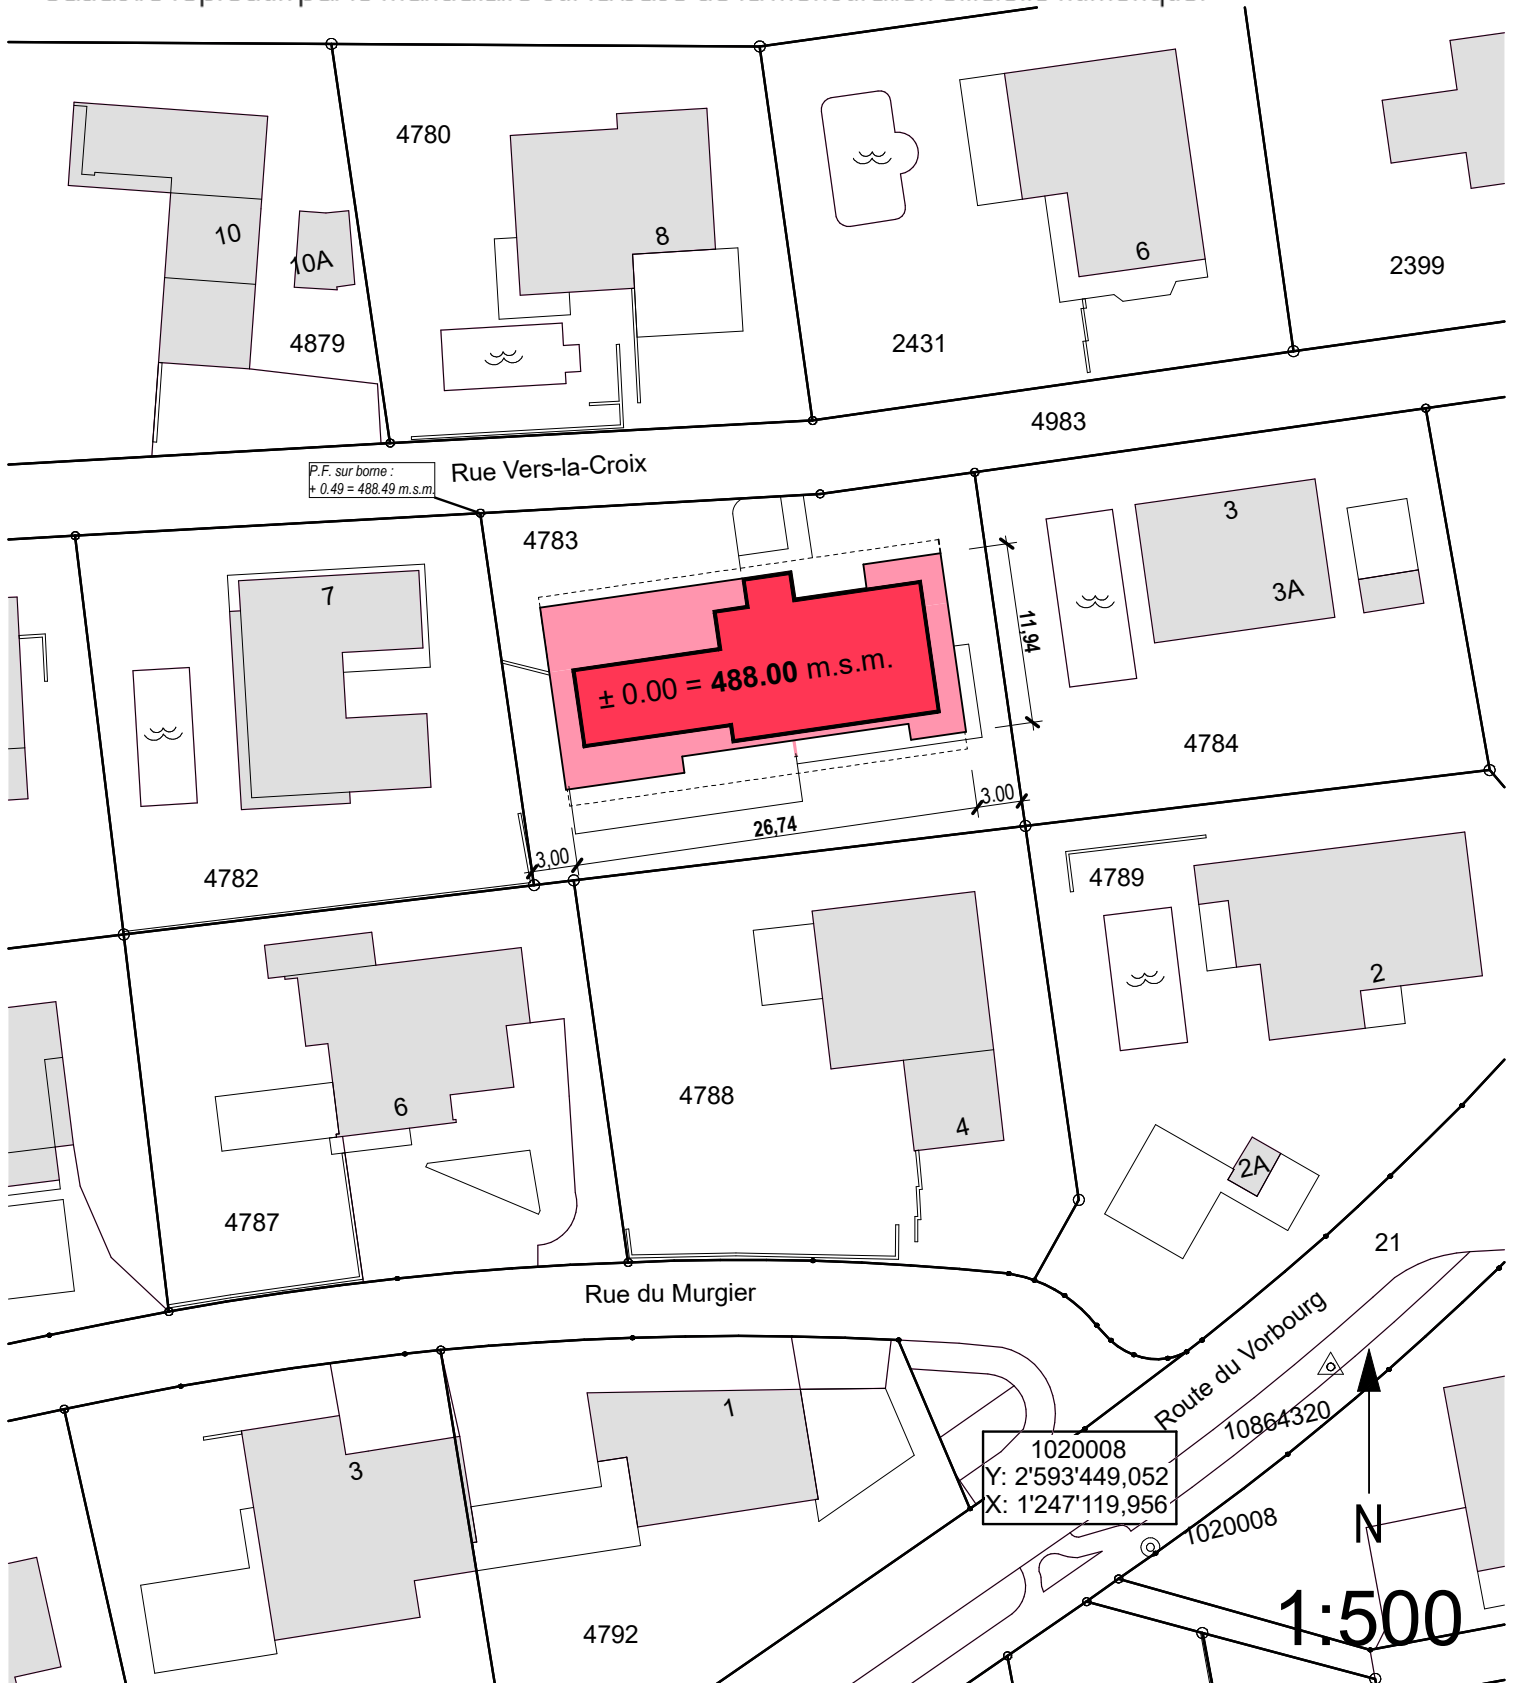 4780
10
10A
8
6
2399
4879
2431
4983
P.F. sur borne :
+ 0.49 = 488.49 m.s.m.
Rue Vers-la-Croix
4783
3
7
3A
11,94
± 0.00 = 488.00 m.s.m.
4784
3.00
26,74
3,00
4782
4789
2
4788
6
4
2A
4787
21
Rue du Murgier
Route du Vorbourg
1
10864320
3
1020008
Y: 2'593'449,052
X: 1'247'119,956
1020008
N
1:500
4792